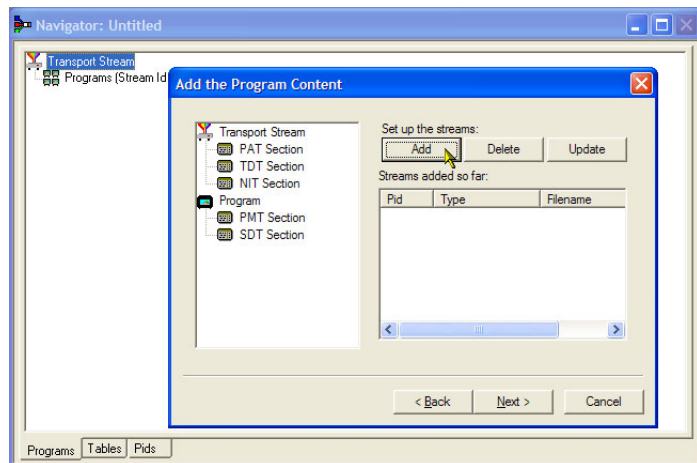 Navigator: Untitled
Transport Stream
Programs (Stream Id
Add the Program Content
Transport Stream
PAT Section
TDT Section
NIT Section
Program
PMT Section
SDT Section
Set up the streams:
Add Delete Update
Streams added so far:
Pid Type Filename
< Back Next > Cancel
Programs Tables Pids